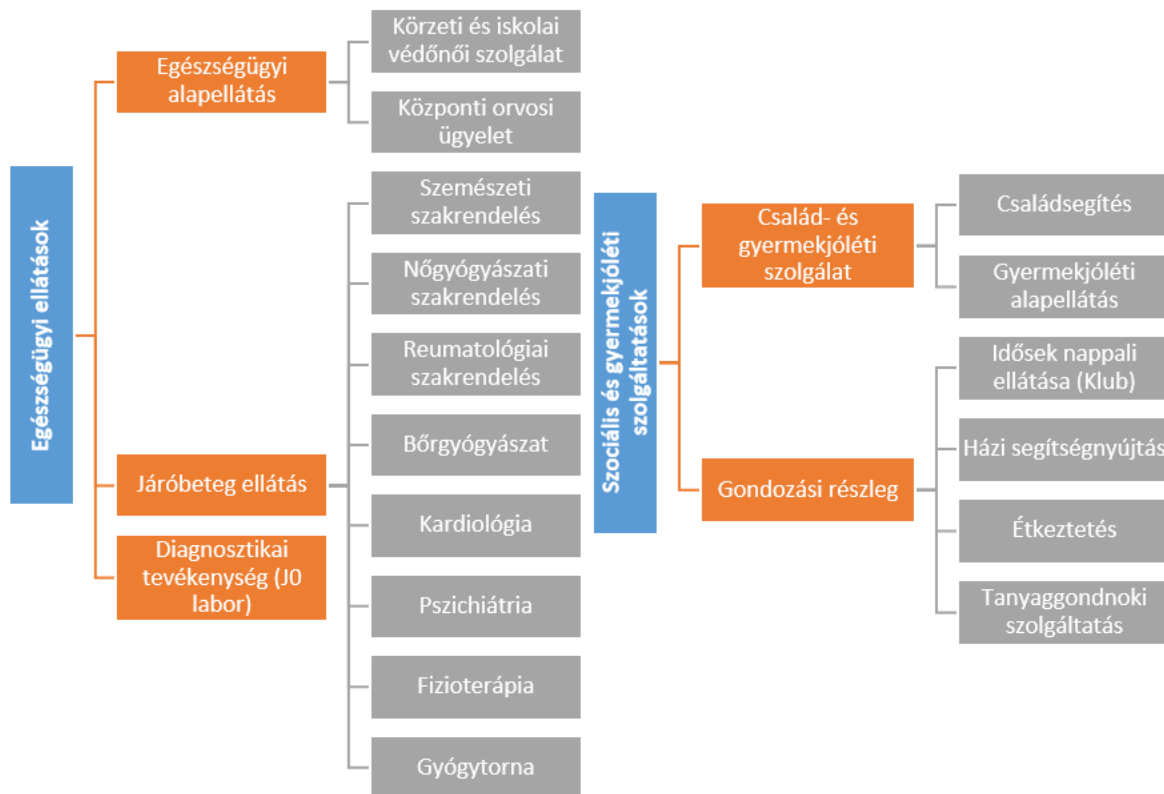 Egészségügyi ellátások
Egészségügyi
alapellátás
Körzeti és iskolai
védőnői szolgálat
Központi orvosi
ügyelet
Járóbeteg ellátás
Szemészeti
szakrendelés
Nőgyógyászati
szakrendelés
Reumatológiai
szakrendelés
Bőrgyógyászat
Kardiológia
Pszichiátria
Fizioterápia
Gyógytorna
Diagnosztikai
tevékenység (J0
labor)
Szociális és gyermekjóléti
szolgáltatások
Család- és
gyermekjóléti
szolgálat
Családsegítés
Gyermekjóléti
alapellátás
Gondozási részleg
Idősek nappali
ellátása (Klub)
Házi segítségnyújtás
Étkeztetés
Tanyaggondnoki
szolgáltatás